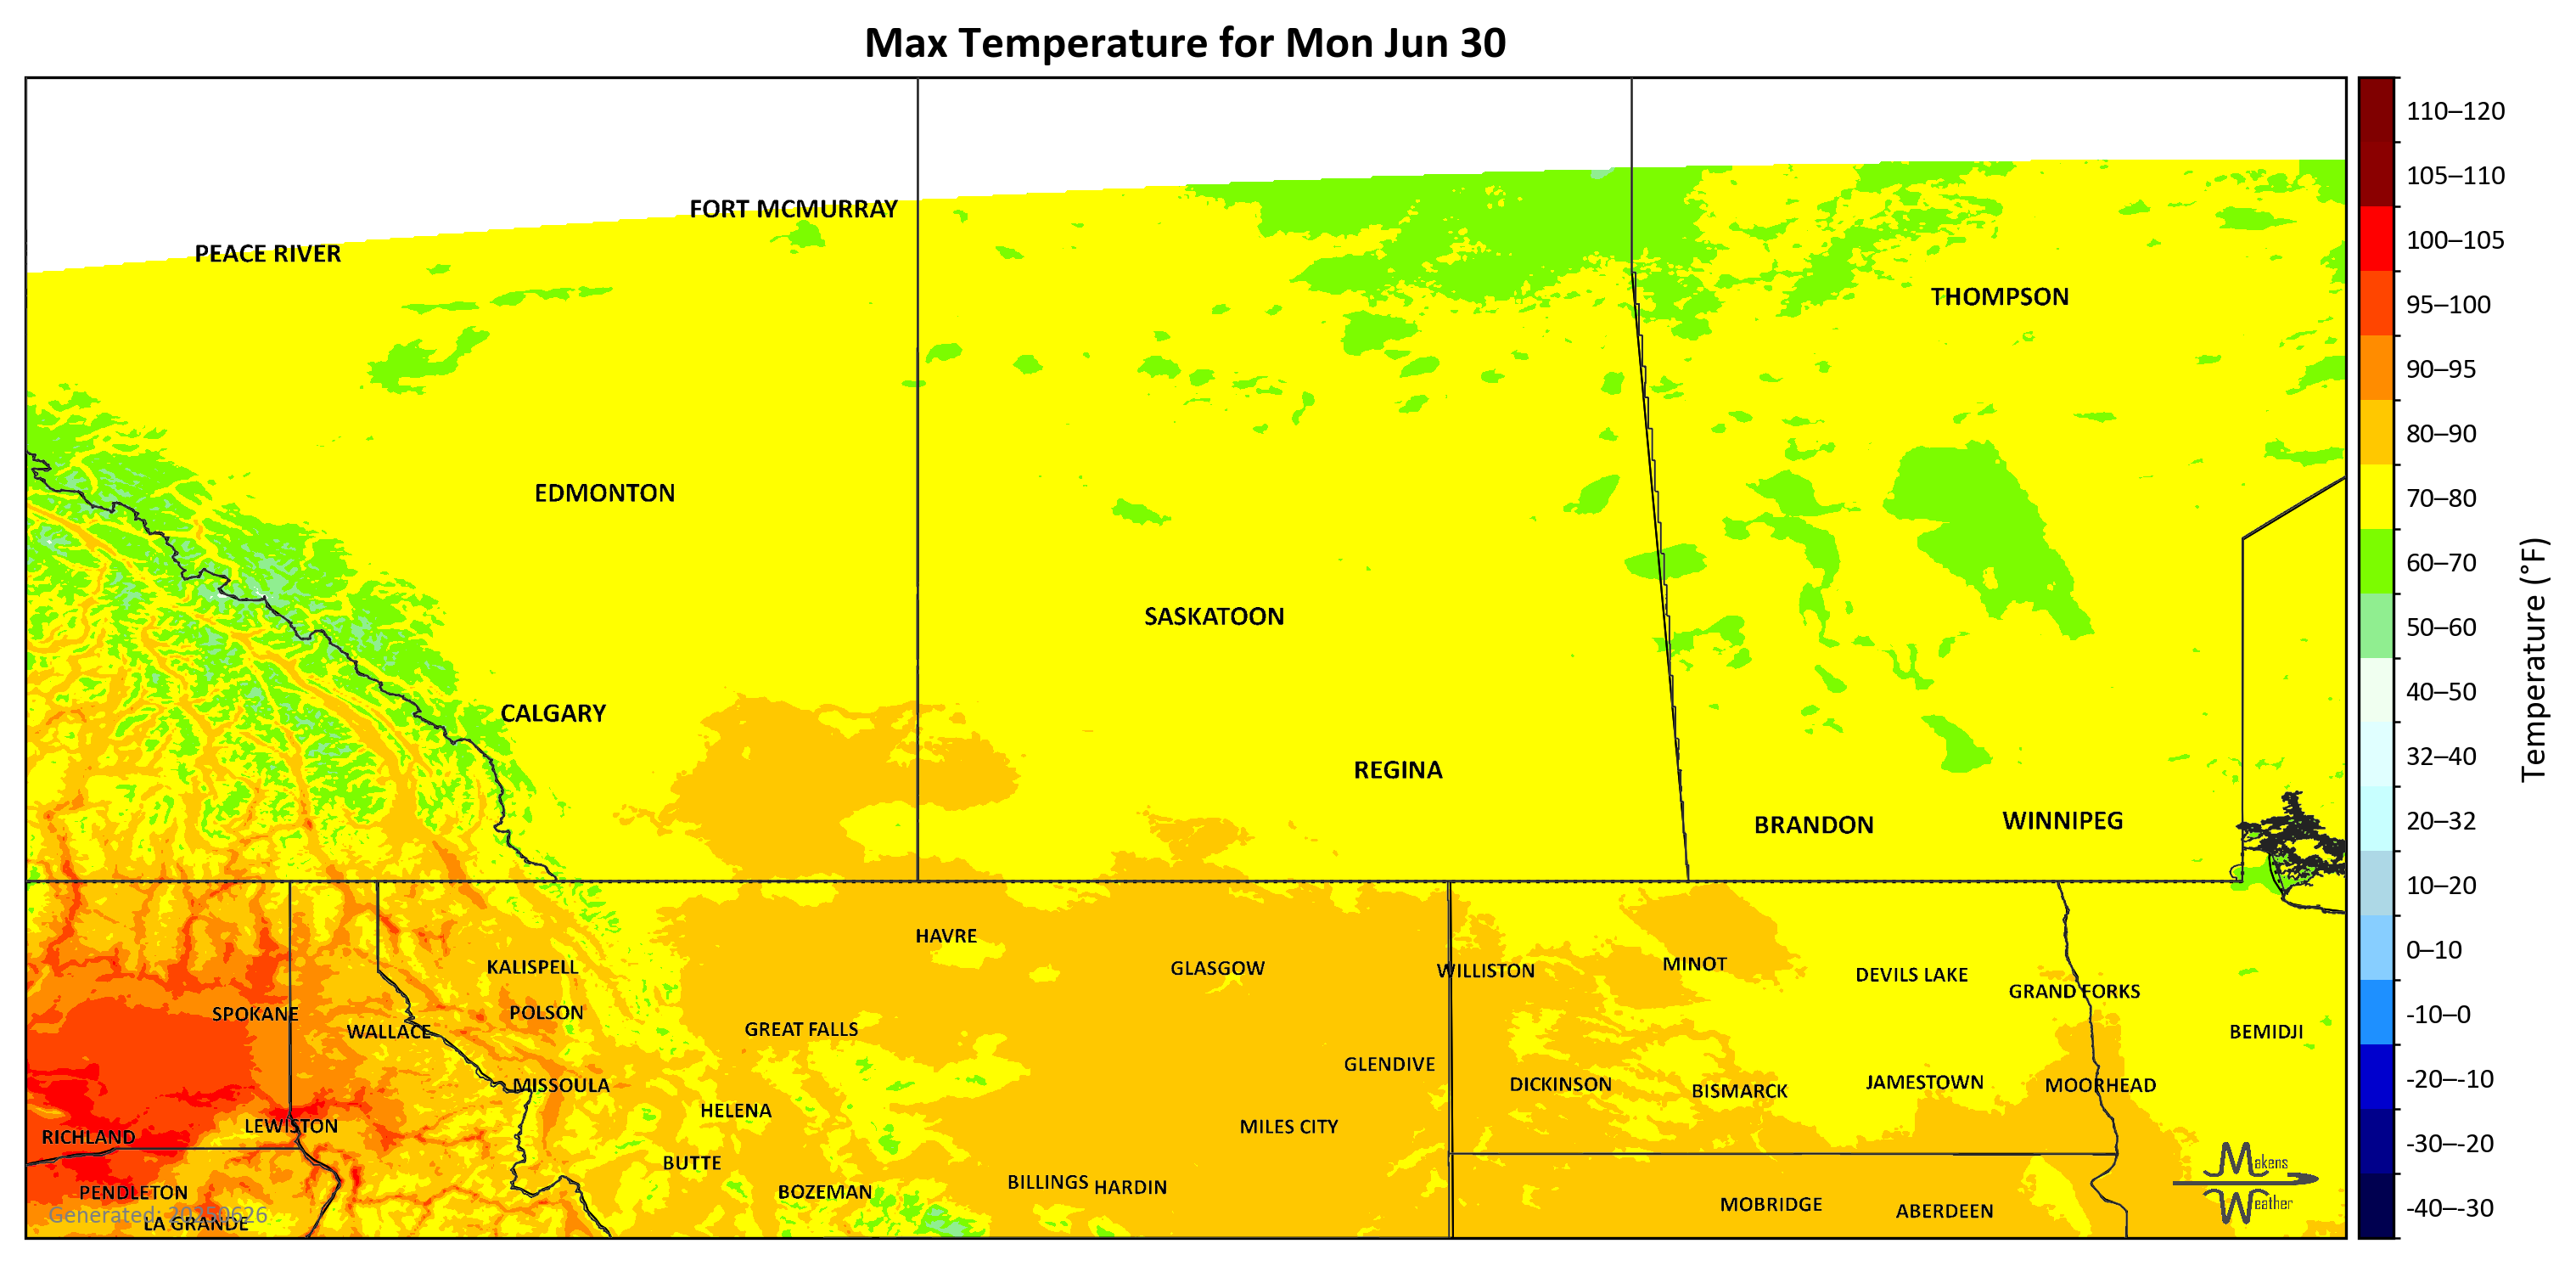 Max Temperature for Mon Jun 30
FORT MCMURRAY
PEACE RIVER
THOMPSON
EDMONTON
SASKATOON
CALGARY
REGINA
BRANDON
WINNIPEG
HAVRE
KALISPELL
GLASGOW
WILLISTON
MINOT
DEVILS LAKE
GRAND FORKS
SPOKANE
POLSON
WALLACE
GREAT FALLS
BEMIDJI
GLENDIVE
MISSOULA
DICKINSON
BISMARCK
JAMESTOWN
MOORHEAD
HELENA
LEWISTON
MILES CITY
RICHLAND
BUTTE
BILLINGS
HARDIN
PENDLETON
BOZEMAN
MOBRIDGE
ABERDEEN
LA GRANDE
Generated: 20250626
Makens
Weather
110–120
105–110
100–105
95–100
90–95
80–90
70–80
60–70
50–60
40–50
32–40
20–32
10–20
0–10
-10–0
-20–-10
-30–-20
-40–-30
Temperature (°F)